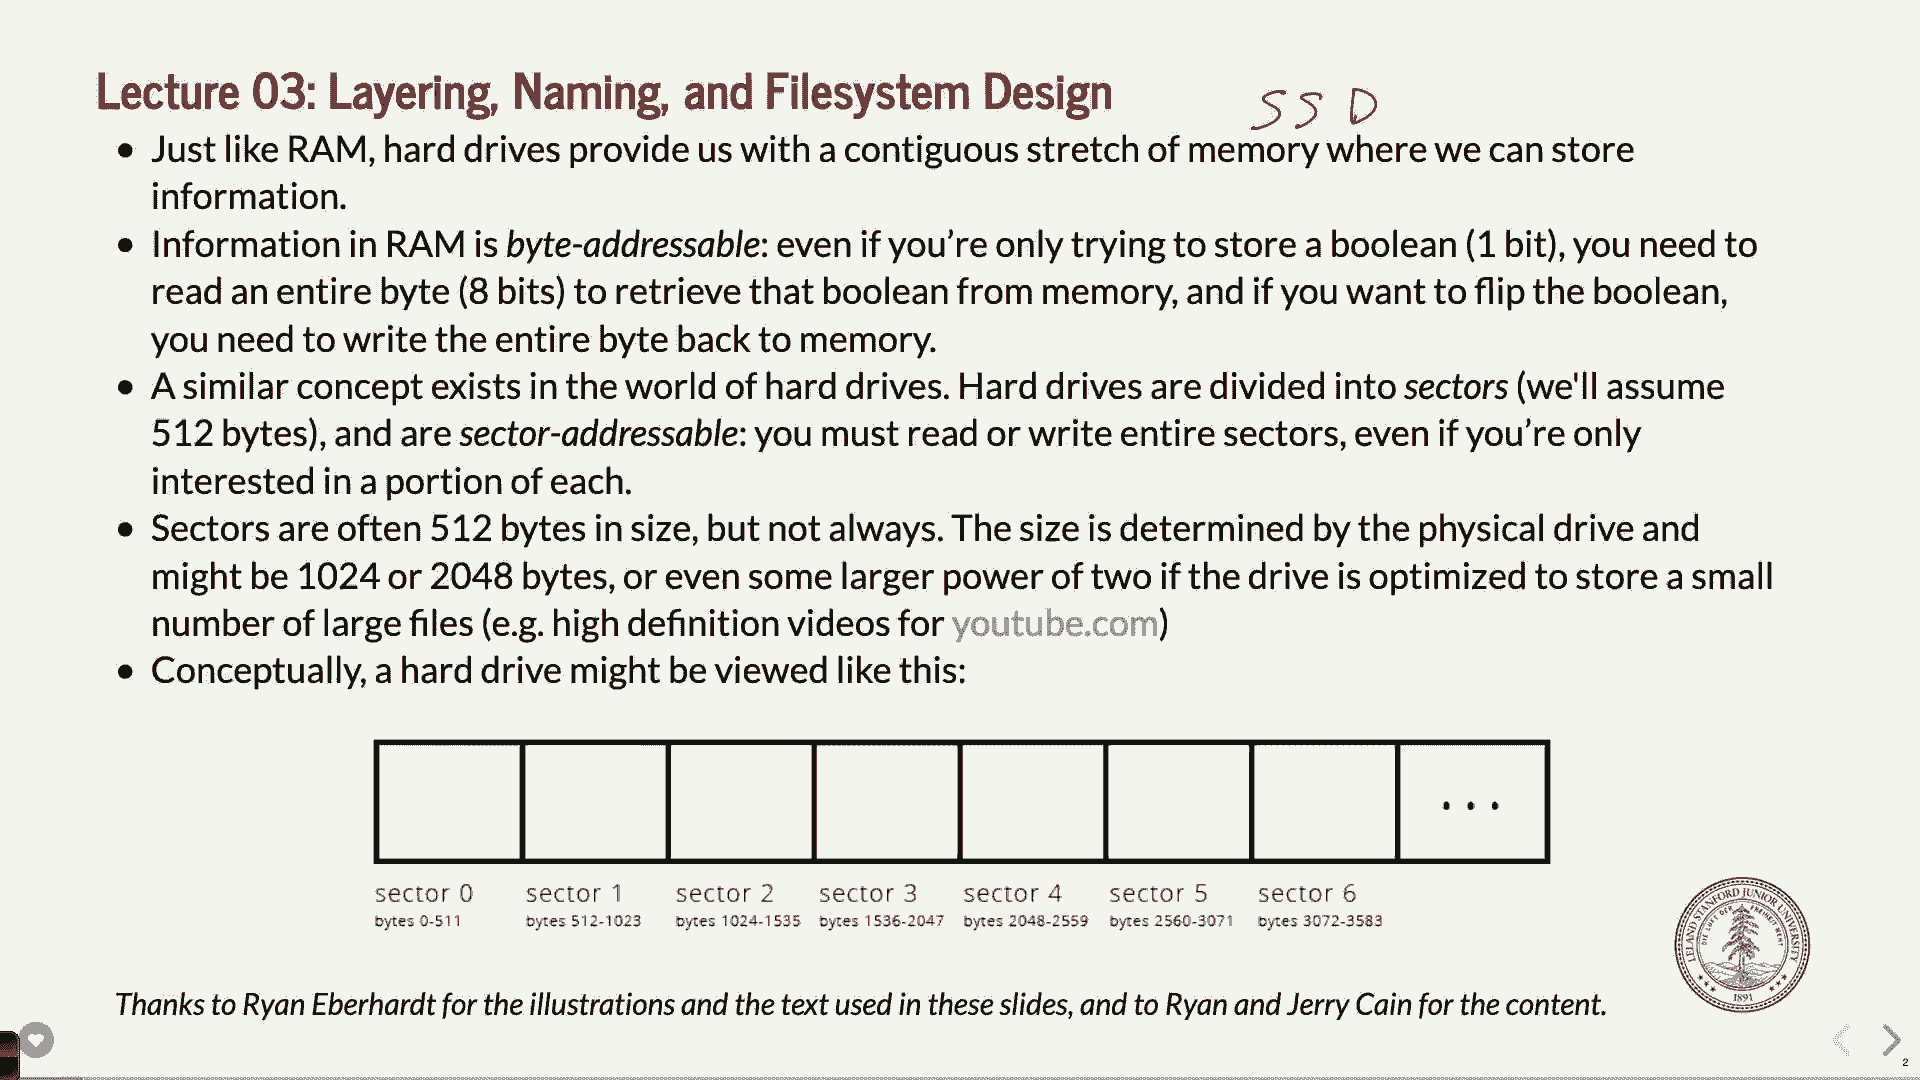 Lecture 03: Layering, Naming, and Filesystem Design
SSD
• Just like RAM, hard drives provide us with a contiguous stretch of memory where we can store
information.
• Information in RAM is byte-addressable: even if you’re only trying to store a boolean (1 bit), you need to
read an entire byte (8 bits) to retrieve that boolean from memory, and if you want to flip the boolean,
you need to write the entire byte back to memory.
• A similar concept exists in the world of hard drives. Hard drives are divided into sectors (we'll assume
512 bytes), and are sector-addressable: you must read or write entire sectors, even if you’re only
interested in a portion of each.
• Sectors are often 512 bytes in size, but not always. The size is determined by the physical drive and
might be 1024 or 2048 bytes, or even some larger power of two if the drive is optimized to store a small
number of large files (e.g. high definition videos for youtube.com)
• Conceptually, a hard drive might be viewed like this:
...
sector 0 sector 1 sector 2 sector 3 sector 4 sector 5 sector 6
bytes 0-511 bytes 512-1023 bytes 1024-1535 bytes 1536-2047 bytes 2048-2559 bytes 2560-3071 bytes 3072-3583
LELAND STANFORD JUNIOR UNIVERSITY
DIE LUFT DER FREIHEIT WEHT
1891
Thanks to Ryan Eberhardt for the illustrations and the text used in these slides, and to Ryan and Jerry Cain for the content.
2